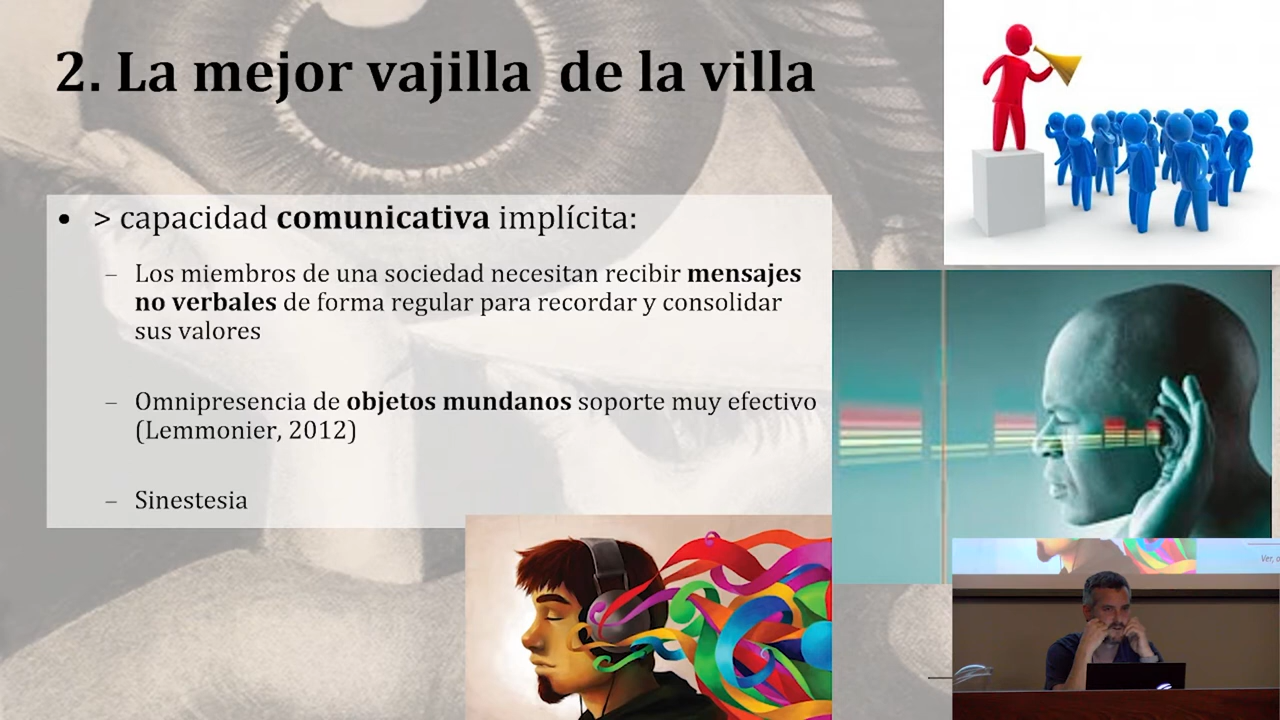 2. La mejor vajilla de la villa
• > capacidad comunicativa implícita:
– Los miembros de una sociedad necesitan recibir mensajes
no verbales de forma regular para recordar y consolidar
sus valores
– Omnipresencia de objetos mundanos soporte muy efectivo
(Lemmonier, 2012)
– Sinestesia
Ver, o